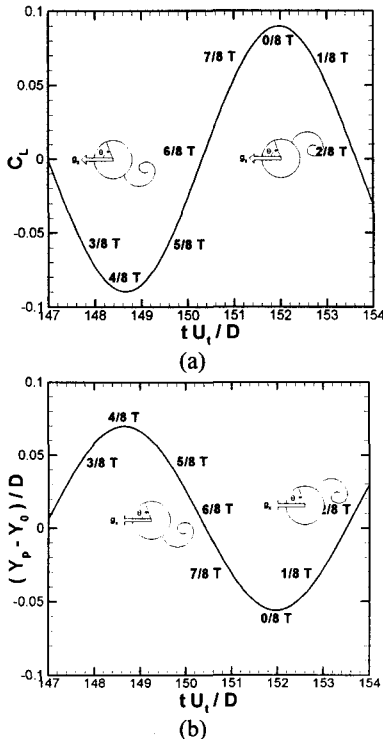 0.1
0/8 T
7/8 T
1/8 T
0.05
C_L
0
6/8 T
2/8 T
θ
θ
-0.05
3/8 T
5/8 T
4/8 T
-0.1
147 148 149 150 151 152 153 154
t U_t / D
(a)
0.1
4/8 T
3/8 T
5/8 T
0.05
(Y_p - Y_0) / D
θ
θ
6/8 T
2/8 T
0
7/8 T
1/8 T
-0.05
0/8 T
-0.1
147 148 149 150 151 152 153 154
t U_t / D
(b)